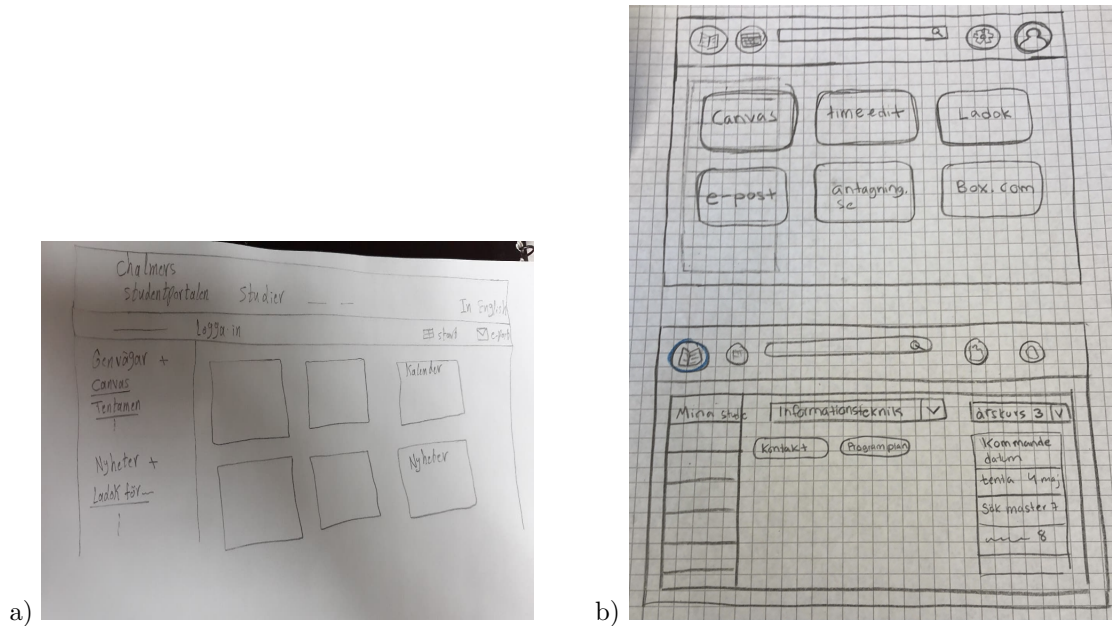 a)
Chalmers
studentportalen Studier
In English
Logga in start e-post
Genvägar +
Canvas
Tentamen
Nyheter +
Ladok för
Kalender
Nyheter
b)
Canvas timeedit Ladok
e-post antagning. Box.com
se
Mina stude Informationsteknik årskurs 3
Kontakt Programplan
Kommande
datum
tenta 4 maj
Sök master 7
8